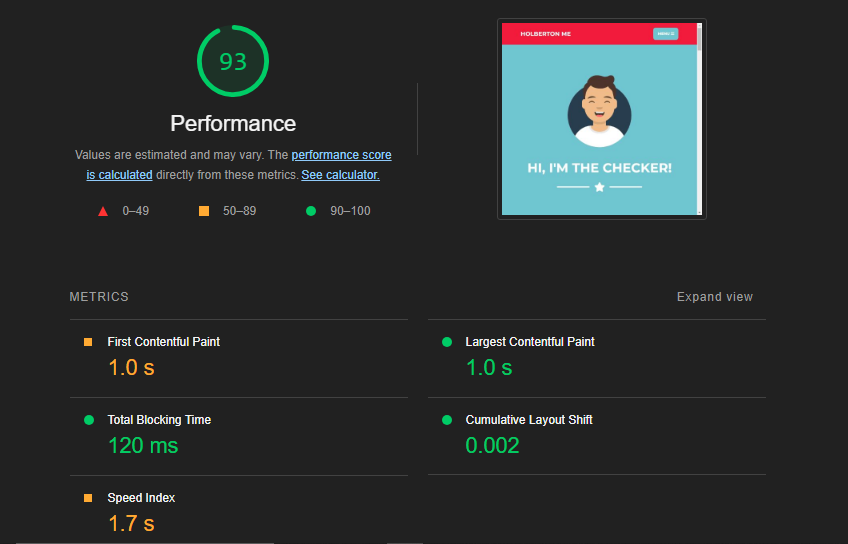 93
Performance
Values are estimated and may vary. The performance score
is calculated directly from these metrics. See calculator.
0–49
50–89
90–100
HOLBERTON ME
MENU
HI, I'M THE CHECKER!
METRICS
Expand view
First Contentful Paint
1.0 s
Largest Contentful Paint
1.0 s
Total Blocking Time
120 ms
Cumulative Layout Shift
0.002
Speed Index
1.7 s